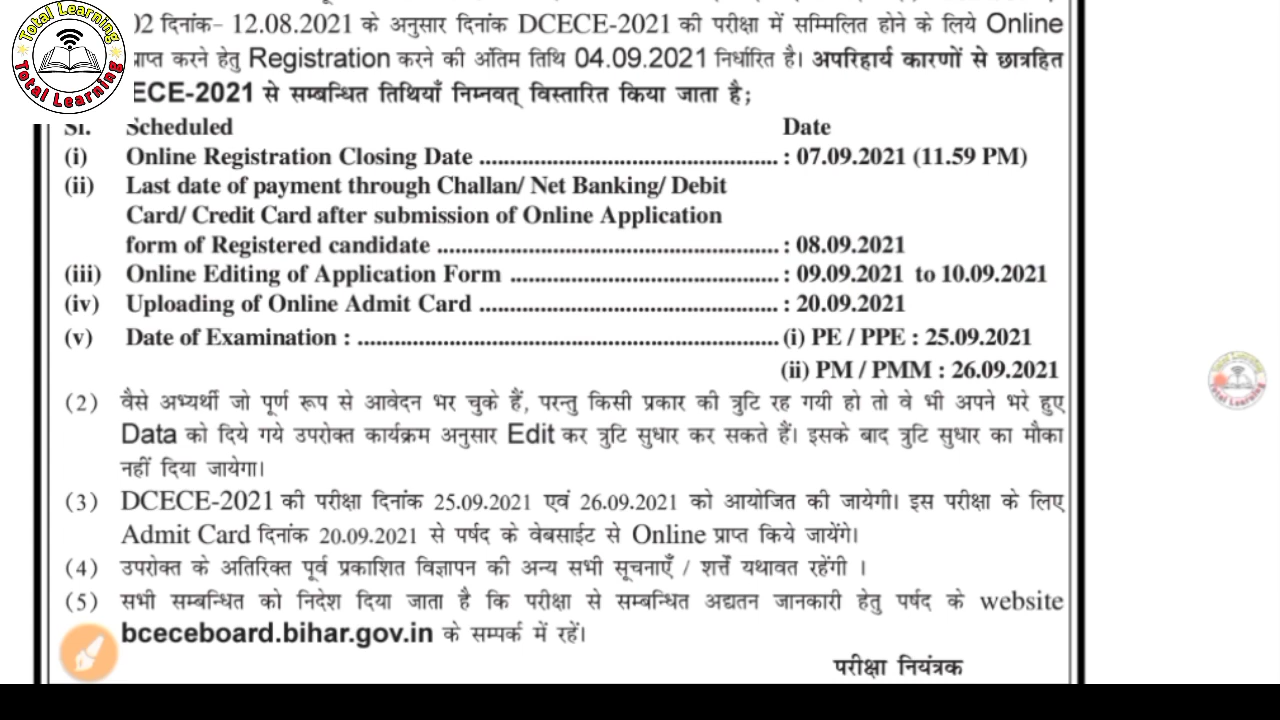 Total Learning
Total Learning
02 दिनांक- 12.08.2021 के अनुसार दिनांक DCECE-2021 की परीक्षा में सम्मिलित होने के लिये Online
प्राप्त करने हेतु Registration करने की अंतिम तिथि 04.09.2021 निर्धारित है। अपरिहार्य कारणों से छात्रहित
ECE-2021 से सम्बन्धित तिथियाँ निम्नवत् विस्तारित किया जाता है;
Sl. Scheduled Date
(i) Online Registration Closing Date ................................................. : 07.09.2021 (11.59 PM)
(ii) Last date of payment through Challan/ Net Banking/ Debit
Card/ Credit Card after submission of Online Application
form of Registered candidate ........................................................ : 08.09.2021
(iii) Online Editing of Application Form ............................................ : 09.09.2021 to 10.09.2021
(iv) Uploading of Online Admit Card ................................................. : 20.09.2021
(v) Date of Examination : ..................................................................... (i) PE / PPE : 25.09.2021
(ii) PM / PMM : 26.09.2021
(2) वैसे अभ्यर्थी जो पूर्ण रूप से आवेदन भर चुके हैं, परन्तु किसी प्रकार की त्रुटि रह गयी हो तो वे भी अपने भरे हुए
Data को दिये गये उपरोक्त कार्यक्रम अनुसार Edit कर त्रुटि सुधार कर सकते हैं। इसके बाद त्रुटि सुधार का मौका
नहीं दिया जायेगा।
(3) DCECE-2021 की परीक्षा दिनांक 25.09.2021 एवं 26.09.2021 को आयोजित की जायेगी। इस परीक्षा के लिए
Admit Card दिनांक 20.09.2021 से पर्षद के वेबसाईट से Online प्राप्त किये जायेंगे।
(4) उपरोक्त के अतिरिक्त पूर्व प्रकाशित विज्ञापन की अन्य सभी सूचनाएँ / शर्त्तें यथावत रहेंगी ।
(5) सभी सम्बन्धित को निदेश दिया जाता है कि परीक्षा से सम्बन्धित अद्यतन जानकारी हेतु पर्षद के website
bceceboard.bihar.gov.in के सम्पर्क में रहें।
परीक्षा नियंत्रक